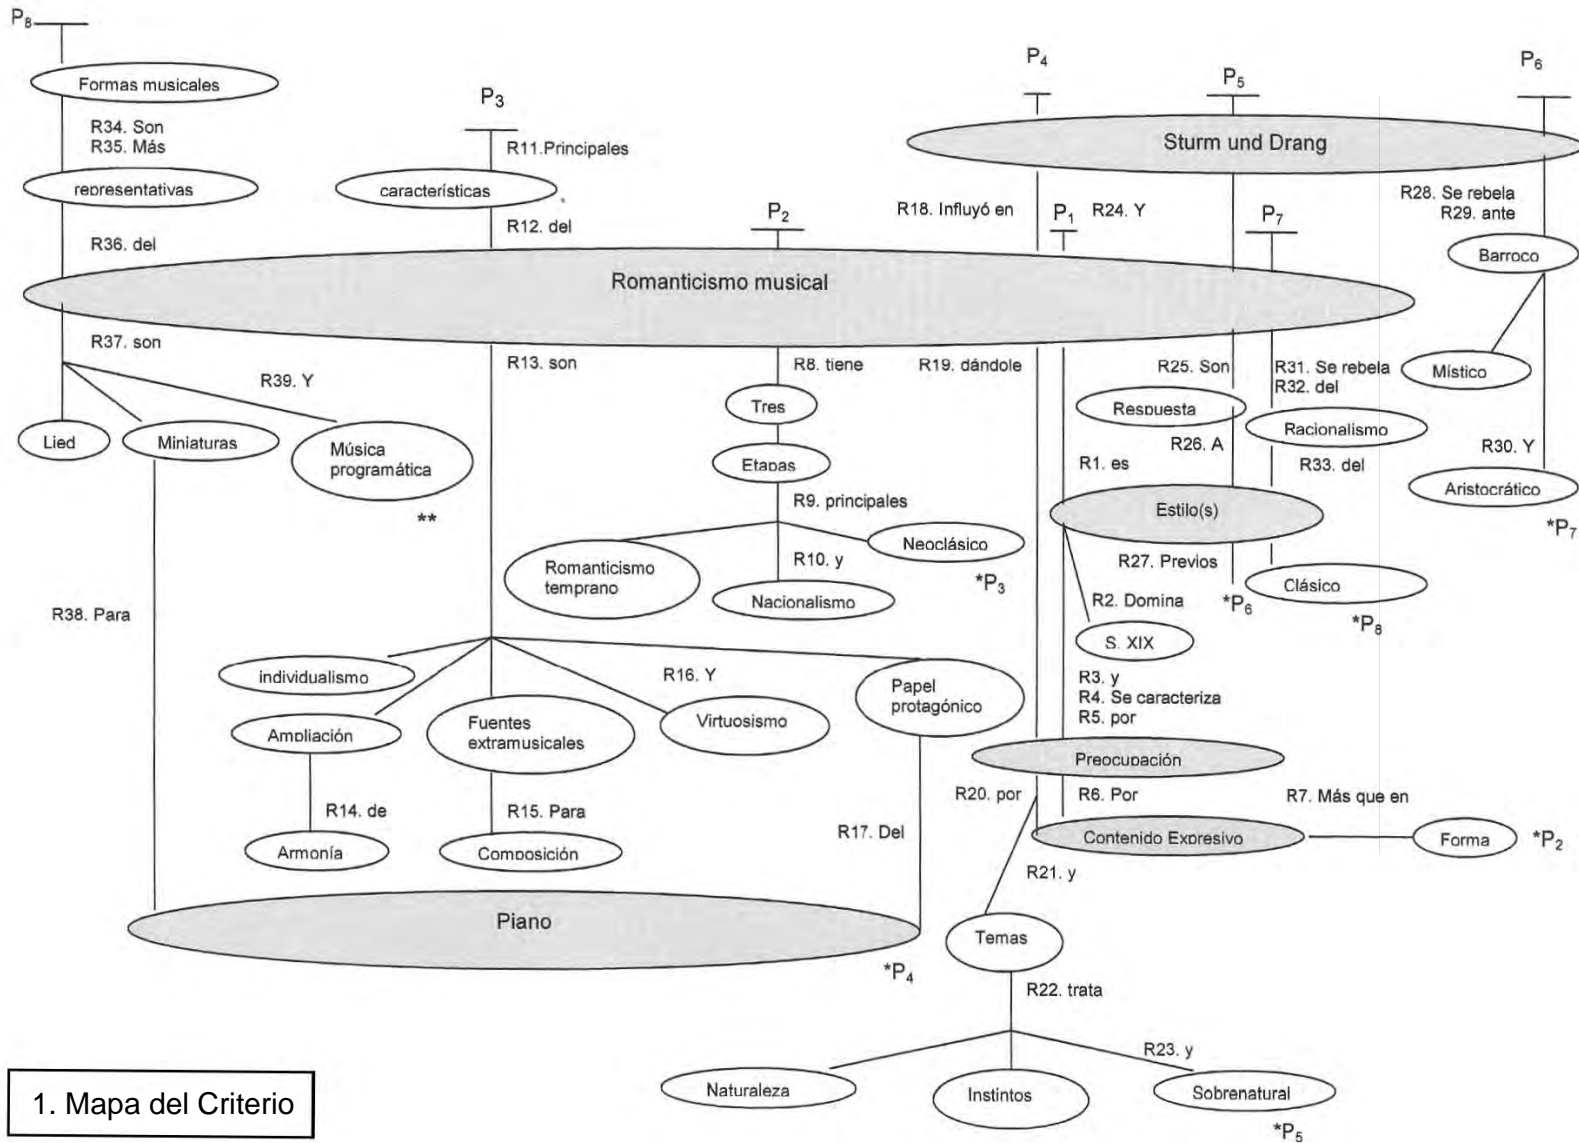 P8
Formas musicales
R34. Son
R35. Más
representativas
R36. del
P3
R11.Principales
características
R12. del
P2
P4
P5
P6
Sturm und Drang
R18. Influyó en
P1
R24. Y
P7
R28. Se rebela
R29. ante
Barroco
Romanticismo musical
R37. son
R39. Y
Lied
Miniaturas
Música
programática
**
R13. son
R8. tiene
Tres
Etapas
R9. principales
Romanticismo
temprano
R10. y
Nacionalismo
Neoclásico
*P3
R19. dándole
R25. Son
Respuesta
R26. A
R31. Se rebela
R32. del
Racionalismo
R33. del
Místico
R30. Y
Aristocrático
*P7
R1. es
Estilo(s)
R27. Previos
R2. Domina
S. XIX
*P6
Clásico
*P8
R38. Para
individualismo
R16. Y
Papel
protagónico
Ampliación
Fuentes
extramusicales
Virtuosismo
R3. y
R4. Se caracteriza
R5. por
Preocupación
R20. por
R6. Por
R7. Más que en
R14. de
R15. Para
R17. Del
Armonía
Composición
Contenido Expresivo
Forma
*P2
R21. y
Piano
*P4
Temas
R22. trata
R23. y
Naturaleza
Instintos
Sobrenatural
*P5
1. Mapa del Criterio